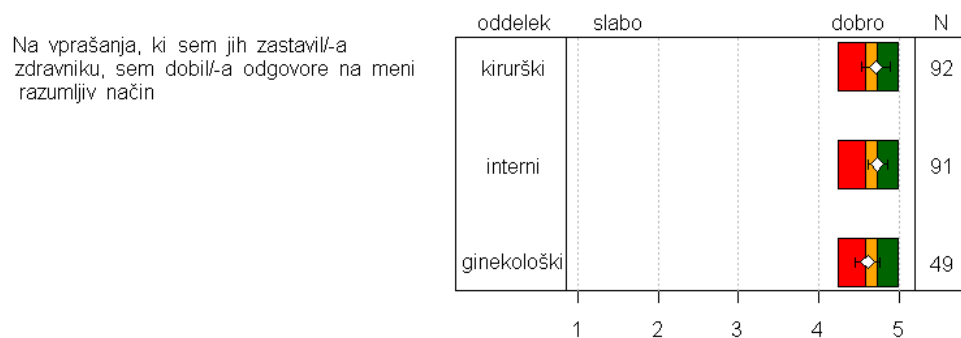 oddelek slabo dobro N
Na vprašanja, ki sem jih zastavil/-a
zdravniku, sem dobil/-a odgovore na meni
razumljiv način
kirurški 92
interni 91
ginekološki 49
1 2 3 4 5